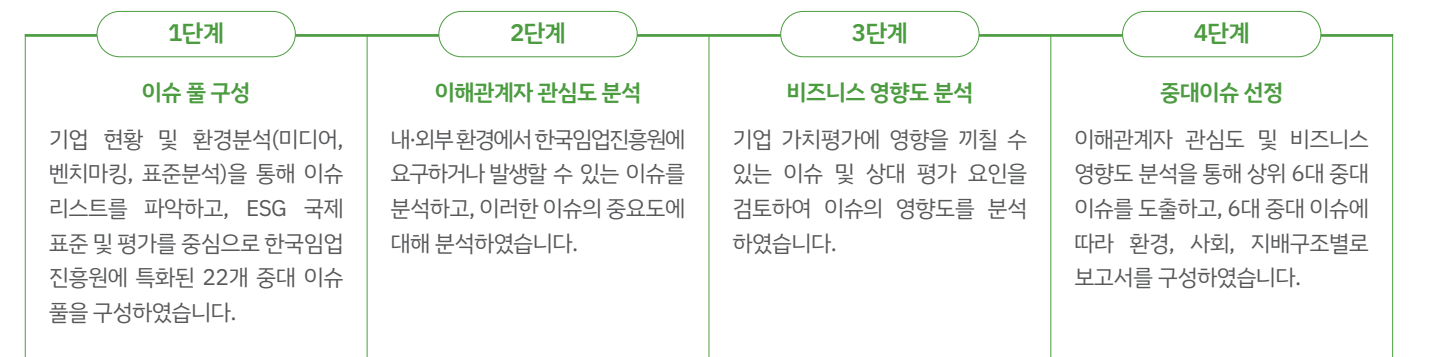 1단계
이슈 풀 구성
기업 현황 및 환경분석(미디어,
벤치마킹, 표준분석)을 통해 이슈
리스트를 파악하고, ESG 국제
표준 및 평가를 중심으로 한국임업
진흥원에 특화된 22개 중대 이슈
풀을 구성하였습니다.
2단계
이해관계자 관심도 분석
내·외부 환경에서 한국임업진흥원에
요구하거나 발생할 수 있는 이슈를
분석하고, 이러한 이슈의 중요도에
대해 분석하였습니다.
3단계
비즈니스 영향도 분석
기업 가치평가에 영향을 끼칠 수
있는 이슈 및 상대 평가 요인을
검토하여 이슈의 영향도를 분석
하였습니다.
4단계
중대이슈 선정
이해관계자 관심도 및 비즈니스
영향도 분석을 통해 상위 6대 중대
이슈를 도출하고, 6대 중대 이슈에
따라 환경, 사회, 지배구조별로
보고서를 구성하였습니다.